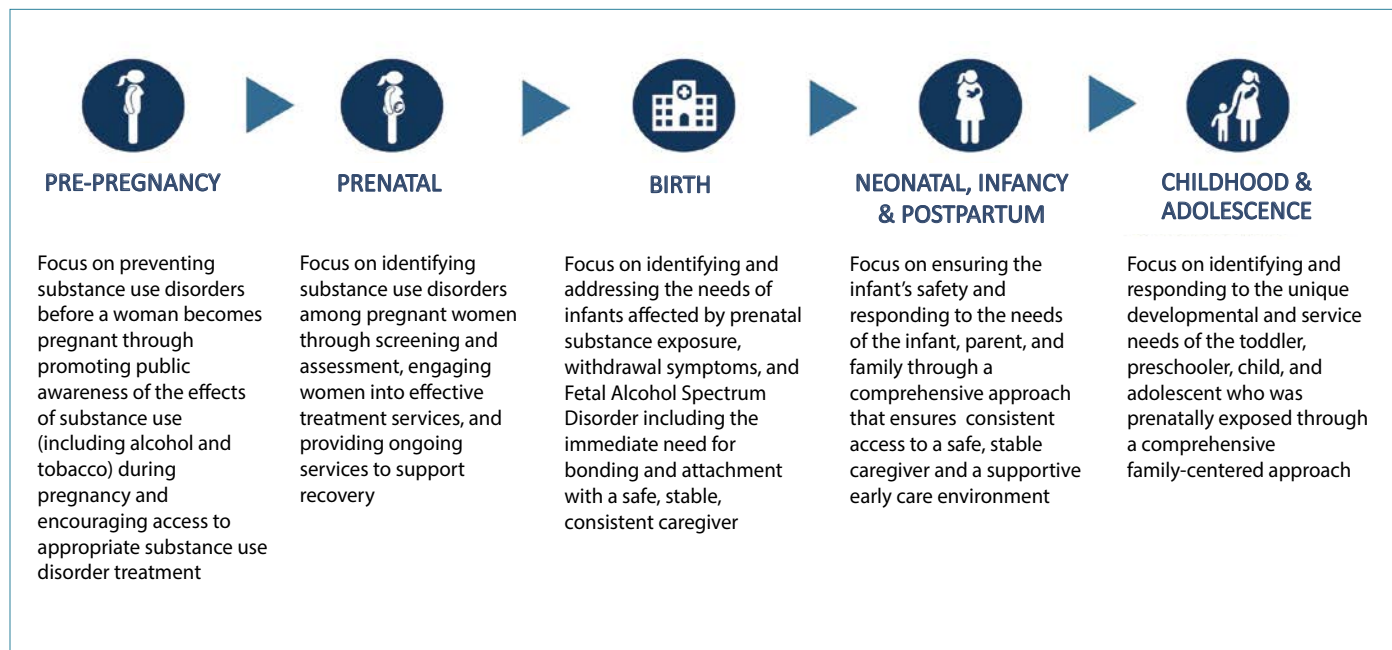 PRE-PREGNANCY
Focus on preventing
substance use disorders
before a woman becomes
pregnant through
promoting public
awareness of the effects
of substance use
(including alcohol and
tobacco) during
pregnancy and
encouraging access to
appropriate substance use
disorder treatment
PRENATAL
Focus on identifying
substance use disorders
among pregnant women
through screening and
assessment, engaging
women into effective
treatment services, and
providing ongoing
services to support
recovery
BIRTH
Focus on identifying and
addressing the needs of
infants affected by prenatal
substance exposure,
withdrawal symptoms, and
Fetal Alcohol Spectrum
Disorder including the
immediate need for
bonding and attachment
with a safe, stable,
consistent caregiver
NEONATAL, INFANCY
& POSTPARTUM
Focus on ensuring the
infant's safety and
responding to the needs
of the infant, parent, and
family through a
comprehensive approach
that ensures consistent
access to a safe, stable
caregiver and a supportive
early care environment
CHILDHOOD &
ADOLESCENCE
Focus on identifying and
responding to the unique
developmental and service
needs of the toddler,
preschooler, child, and
adolescent who was
prenatally exposed through
a comprehensive
family-centered approach